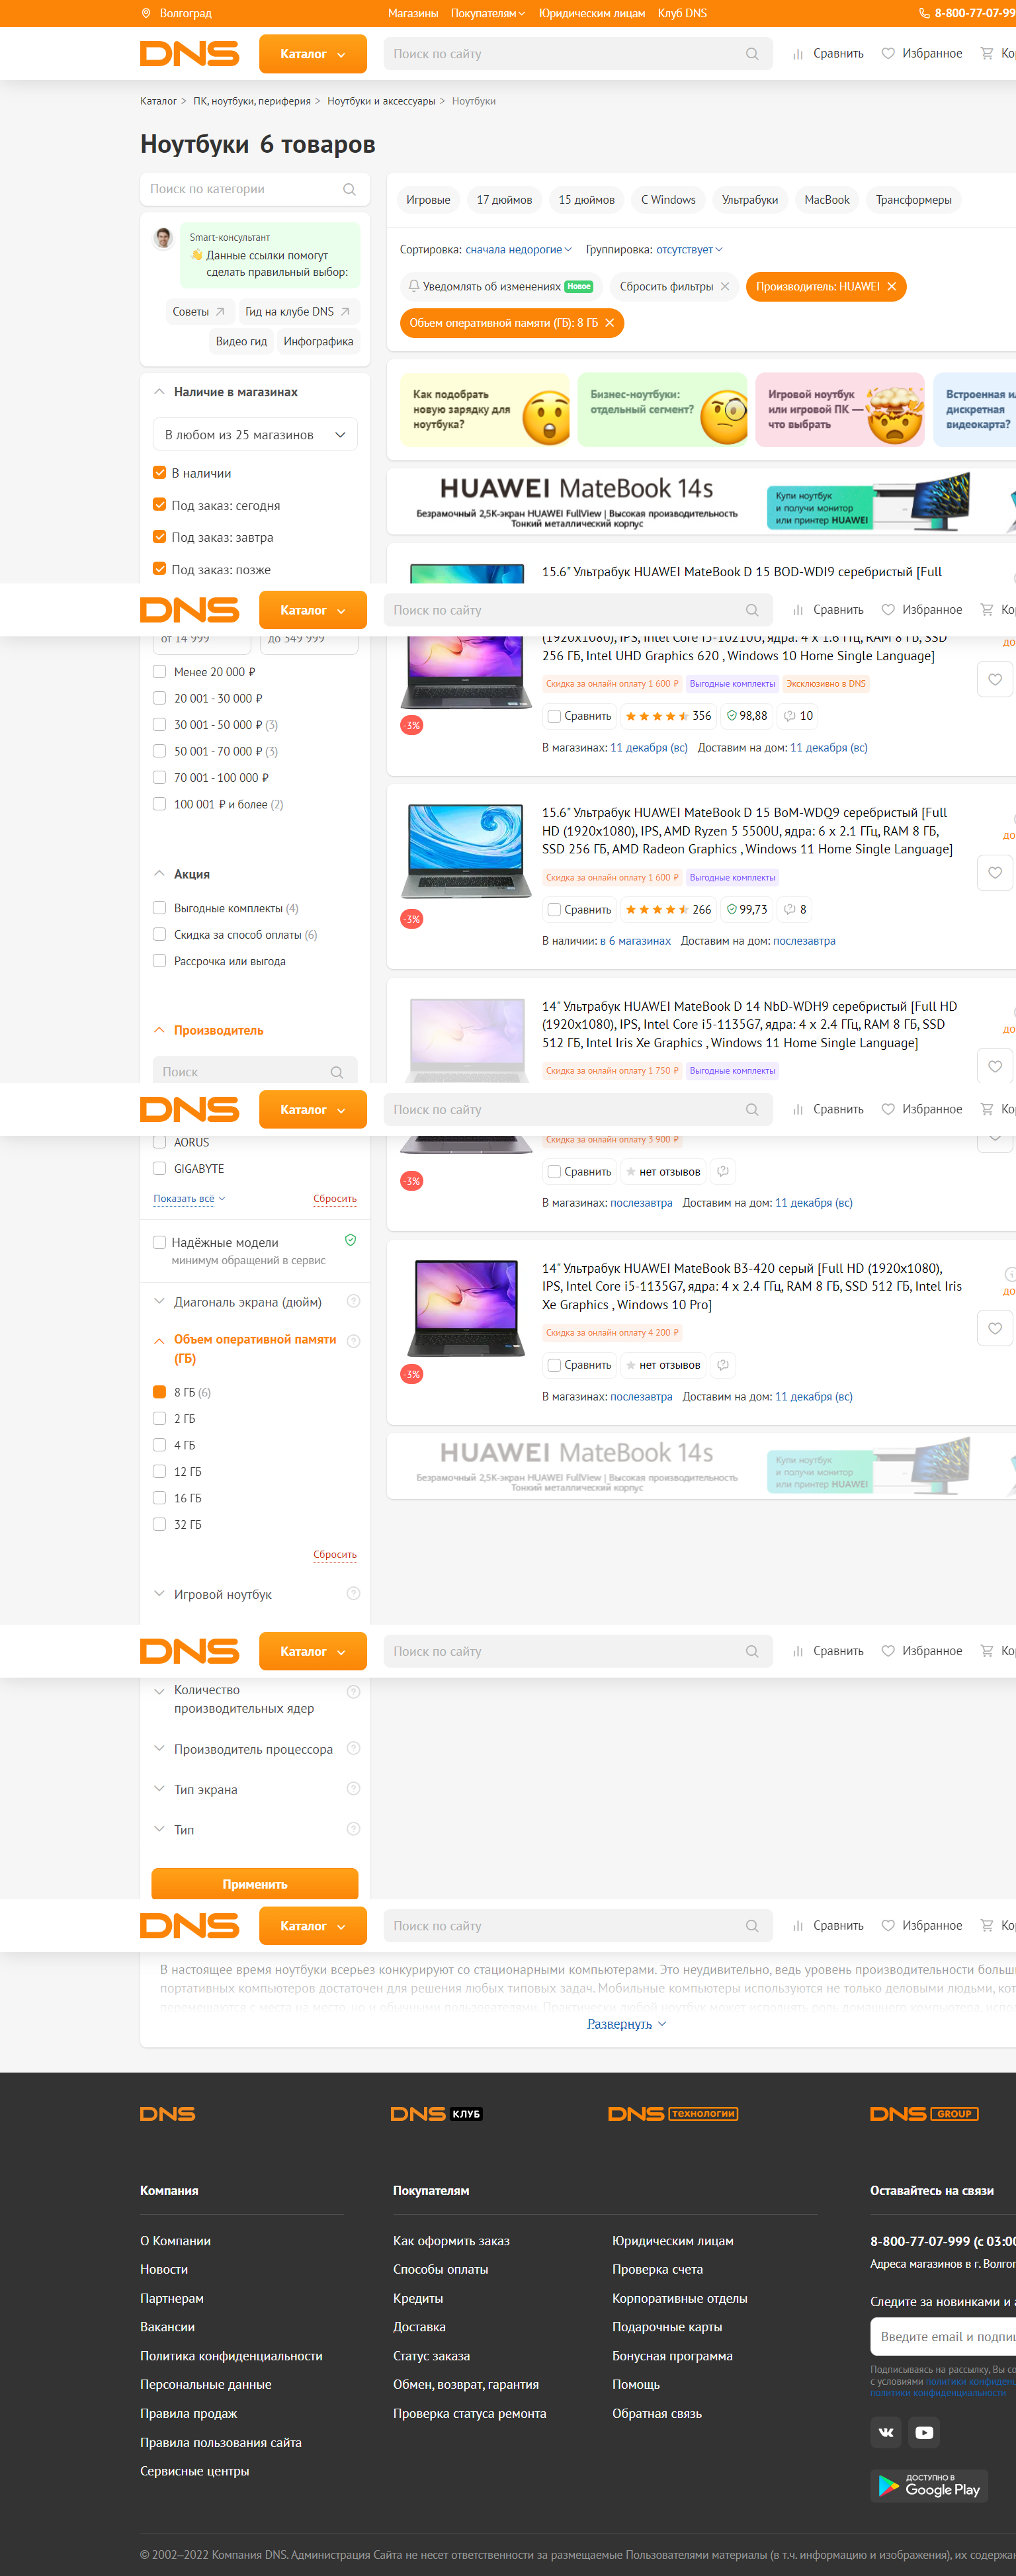 Волгоград Магазины Покупателям Юридическим лицам Клуб DNS 8-800-77-07-99
DNS Каталог Поиск по сайту Сравнить Избранное Ко
Каталог > ПК, ноутбуки, периферия > Ноутбуки и аксессуары > Ноутбуки
Ноутбуки 6 товаров
Поиск по категории
Игровые 17 дюймов 15 дюймов С Windows Ультрабуки MacBook Трансформеры
Smart-консультант
Данные ссылки помогут
сделать правильный выбор:
Советы Гид на клубе DNS
Видео гид Инфографика
Сортировка: сначала недорогие Группировка: отсутствует
Уведомлять об изменениях Новое Сбросить фильтры Производитель: HUAWEI
Объем оперативной памяти (ГБ): 8 ГБ
Как подобрать
новую зарядку для
ноутбука?
Бизнес-ноутбуки:
отдельный сегмент?
Игровой ноутбук
или игровой ПК —
что выбрать
Встроенная и
дискретная
видеокарта?
Наличие в магазинах
В любом из 25 магазинов
В наличии
Под заказ: сегодня
Под заказ: завтра
Под заказ: позже
HUAWEI MateBook 14s
Безрамочный 2,5K-экран HUAWEI FullView | Высокая производительность
Тонкий металлический корпус
Купи ноутбук
и получи монитор
или принтер HUAWEI
15.6" Ультрабук HUAWEI MateBook D 15 BOD-WDI9 серебристый [Full
DNS Каталог Поиск по сайту Сравнить Избранное Ко
от 14 999 до 349 999
Менее 20 000 ₽
20 001 - 30 000 ₽
30 001 - 50 000 ₽ (3)
50 001 - 70 000 ₽ (3)
70 001 - 100 000 ₽
100 001 ₽ и более (2)
(1920x1080), IPS, Intel Core i5-10210U, ядра: 4 х 1.6 ГГц, RAM 8 ГБ, SSD
256 ГБ, Intel UHD Graphics 620 , Windows 10 Home Single Language]
до
Скидка за онлайн оплату 1 600 ₽ Выгодные комплекты Эксклюзивно в DNS
-3%
Сравнить 356 98,88 10
В магазинах: 11 декабря (вс) Доставим на дом: 11 декабря (вс)
15.6" Ультрабук HUAWEI MateBook D 15 BoM-WDQ9 серебристый [Full
HD (1920x1080), IPS, AMD Ryzen 5 5500U, ядра: 6 х 2.1 ГГц, RAM 8 ГБ,
SSD 256 ГБ, AMD Radeon Graphics , Windows 11 Home Single Language]
до
Скидка за онлайн оплату 1 600 ₽ Выгодные комплекты
-3%
Сравнить 266 99,73 8
В наличии: в 6 магазинах Доставим на дом: послезавтра
Акция
Выгодные комплекты (4)
Скидка за способ оплаты (6)
Рассрочка или выгода
Производитель
Поиск
14" Ультрабук HUAWEI MateBook D 14 NbD-WDH9 серебристый [Full HD
(1920x1080), IPS, Intel Core i5-1135G7, ядра: 4 х 2.4 ГГц, RAM 8 ГБ, SSD
512 ГБ, Intel Iris Xe Graphics , Windows 11 Home Single Language]
до
Скидка за онлайн оплату 1 750 ₽ Выгодные комплекты
DNS Каталог Поиск по сайту Сравнить Избранное Ко
AORUS
GIGABYTE
Показать всё Сбросить
Скидка за онлайн оплату 3 900 ₽
-3%
Сравнить нет отзывов
В магазинах: послезавтра Доставим на дом: 11 декабря (вс)
Надёжные модели
минимум обращений в сервис
Диагональ экрана (дюйм)
Объем оперативной памяти
(ГБ)
8 ГБ (6)
2 ГБ
4 ГБ
12 ГБ
16 ГБ
32 ГБ
Сбросить
Игровой ноутбук
14" Ультрабук HUAWEI MateBook B3-420 серый [Full HD (1920x1080),
IPS, Intel Core i5-1135G7, ядра: 4 х 2.4 ГГц, RAM 8 ГБ, SSD 512 ГБ, Intel Iris
Xe Graphics , Windows 10 Pro]
до
Скидка за онлайн оплату 4 200 ₽
-3%
Сравнить нет отзывов
В магазинах: послезавтра Доставим на дом: 11 декабря (вс)
HUAWEI MateBook 14s
Безрамочный 2,5K-экран HUAWEI FullView | Высокая производительность
Тонкий металлический корпус
Купи ноутбук
и получи монитор
или принтер HUAWEI
DNS Каталог Поиск по сайту Сравнить Избранное Ко
Количество
производительных ядер
Производитель процессора
Тип экрана
Тип
Применить
DNS Каталог Поиск по сайту Сравнить Избранное Ко
В настоящее время ноутбуки всерьез конкурируют со стационарными компьютерами. Это неудивительно, ведь уровень производительности больш
портативных компьютеров достаточен для решения любых типовых задач. Мобильные компьютеры используются не только деловыми людьми, кот
Развернуть
DNS DNS КЛУБ DNS ТЕХНОЛОГИИ DNS GROUP
Компания
О Компании
Новости
Партнерам
Вакансии
Политика конфиденциальности
Персональные данные
Правила продаж
Правила пользования сайта
Сервисные центры
Покупателям
Как оформить заказ
Способы оплаты
Кредиты
Доставка
Статус заказа
Обмен, возврат, гарантия
Проверка статуса ремонта
Юридическим лицам
Проверка счета
Корпоративные отделы
Подарочные карты
Бонусная программа
Помощь
Обратная связь
Оставайтесь на связи
8-800-77-07-999 (с 03:00
Адреса магазинов в г. Волгог
Следите за новинками и а
Введите email и подпиш
Подписываясь на рассылку, Вы со
с условиями политики конфиденц
политики конфиденциальности
ДОСТУПНО В
Google Play
© 2002–2022 Компания DNS. Администрация Сайта не несет ответственности за размещаемые Пользователями материалы (в т.ч. информацию и изображения), их содержан